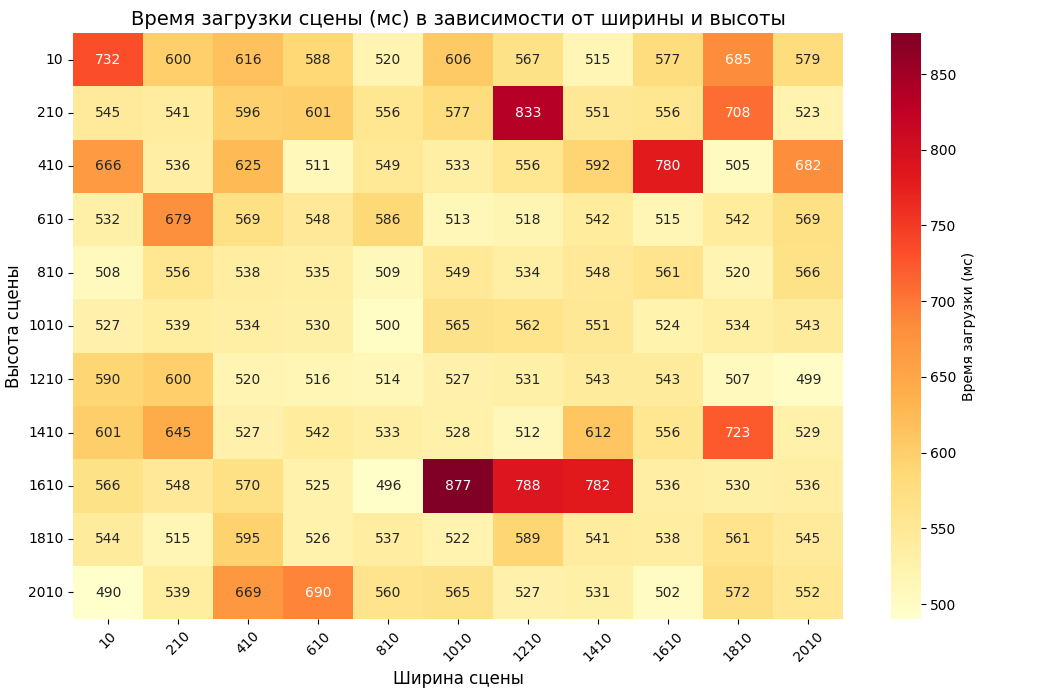 Время загрузки сцены (мс) в зависимости от ширины и высоты
10 732 600 616 588 520 606 567 515 577 685 579
210 545 541 596 601 556 577 833 551 556 708 523
410 666 536 625 511 549 533 556 592 780 505 682
610 532 679 569 548 586 513 518 542 515 542 569
810 508 556 538 535 509 549 534 548 561 520 566
1010 527 539 534 530 500 565 562 551 524 534 543
1210 590 600 520 516 514 527 531 543 543 507 499
1410 601 645 527 542 533 528 512 612 556 723 529
1610 566 548 570 525 496 877 788 782 536 530 536
1810 544 515 595 526 537 522 589 541 538 561 545
2010 490 539 669 690 560 565 527 531 502 572 552
10 210 410 610 810 1010 1210 1410 1610 1810 2010
Ширина сцены
Высота сцены
850
800
750
700
650
600
550
500
Время загрузки (мс)